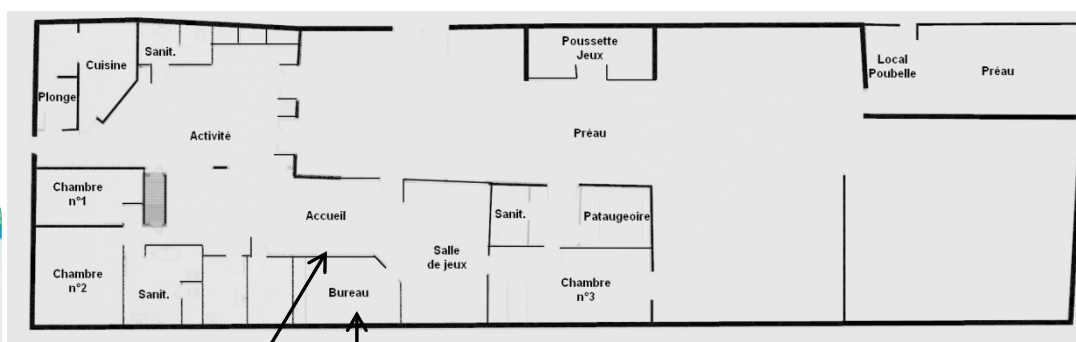 Poussette
Jeux
Sanit.
Cuisine
Local
Poubelle
Préau
Plonge
Activité
Préau
Chambre
n°1
Accueil
Sanit.
Pataugeoire
Salle
de jeux
Chambre
n°2
Sanit.
Bureau
Chambre
n°3